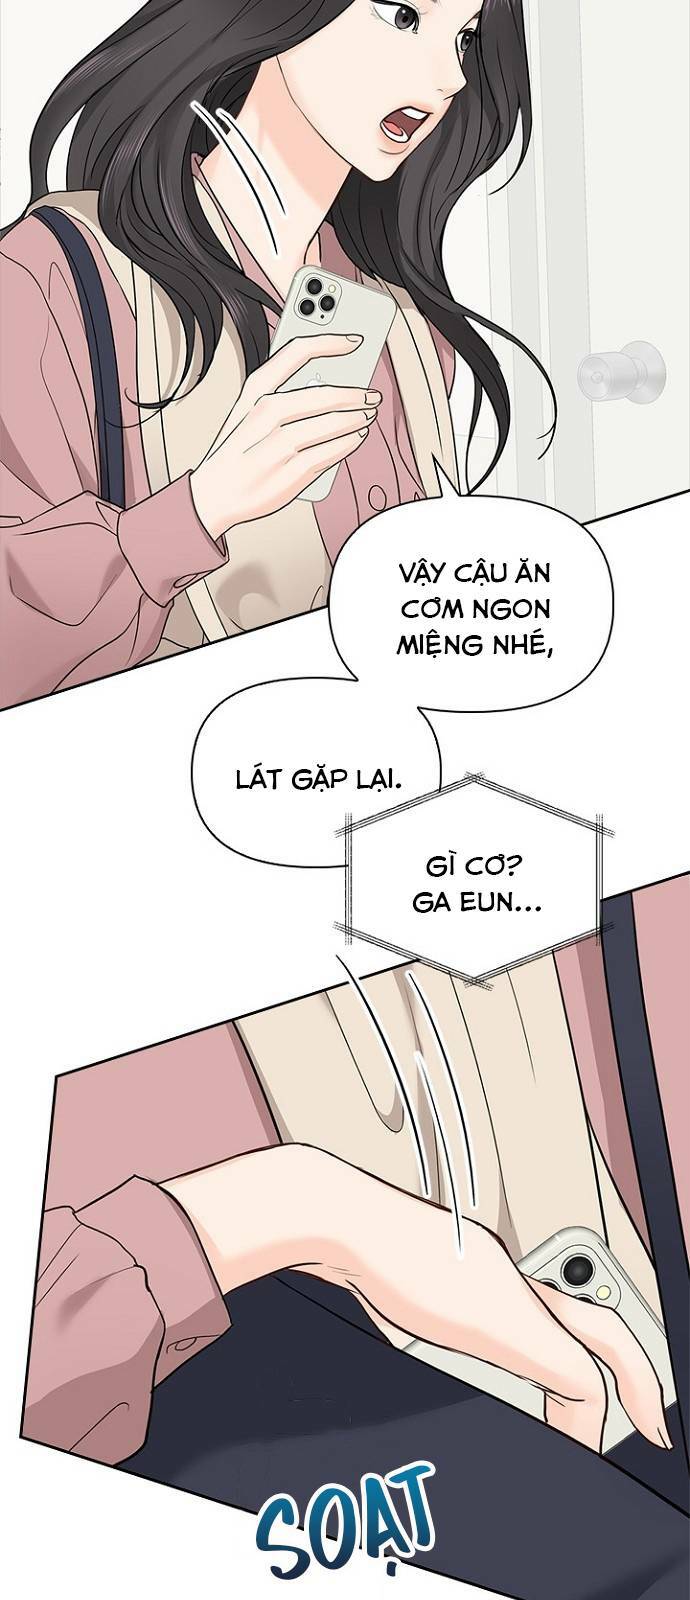 VẬY CẬU ĂN
CƠM NGON
MIỆNG NHÉ,
LÁT GẶP LẠI.
GÌ CƠ?
GA EUN...
SOẠT